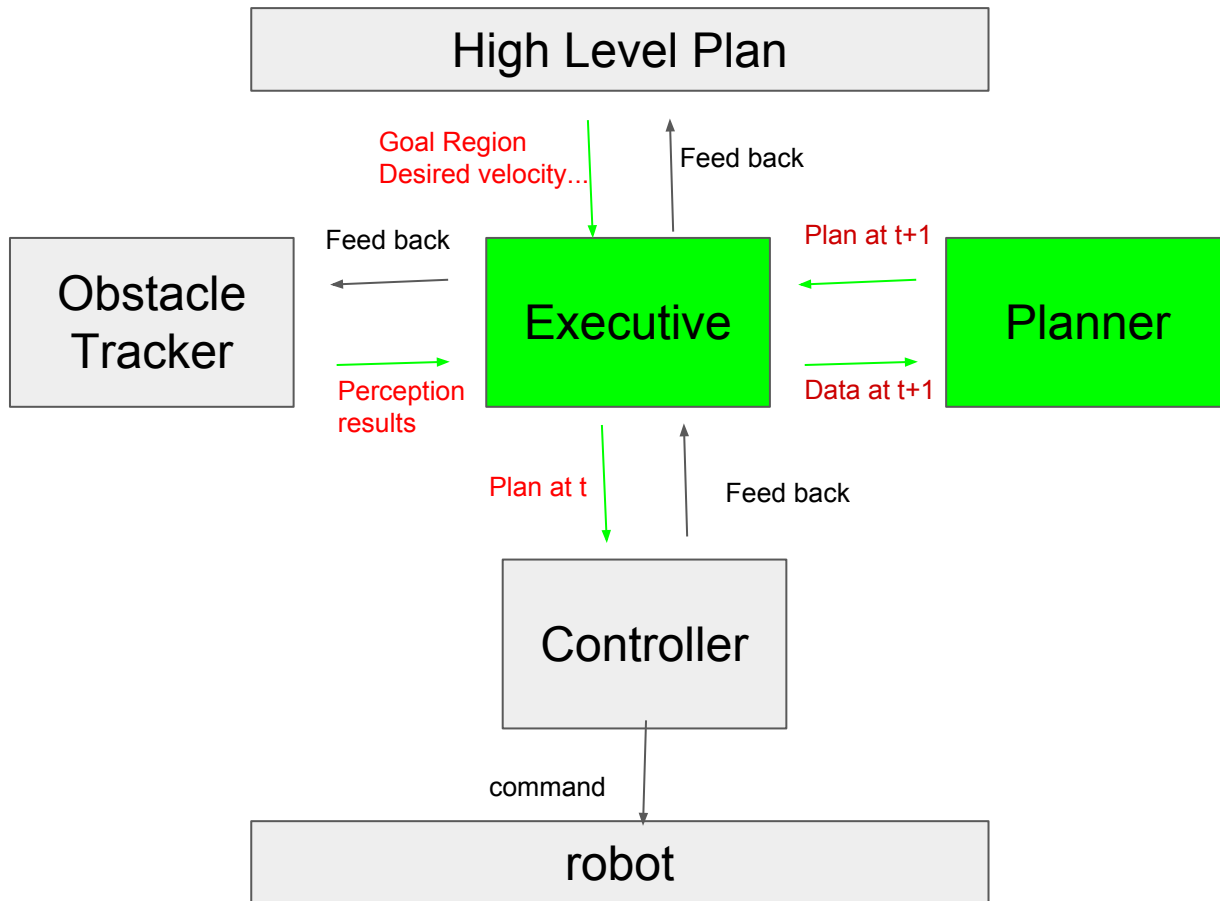 High Level Plan
Goal Region
Desired velocity...
Feed back
Feed back
Plan at t+1
Obstacle
Tracker
Executive
Planner
Perception
results
Data at t+1
Plan at t
Feed back
Controller
command
robot